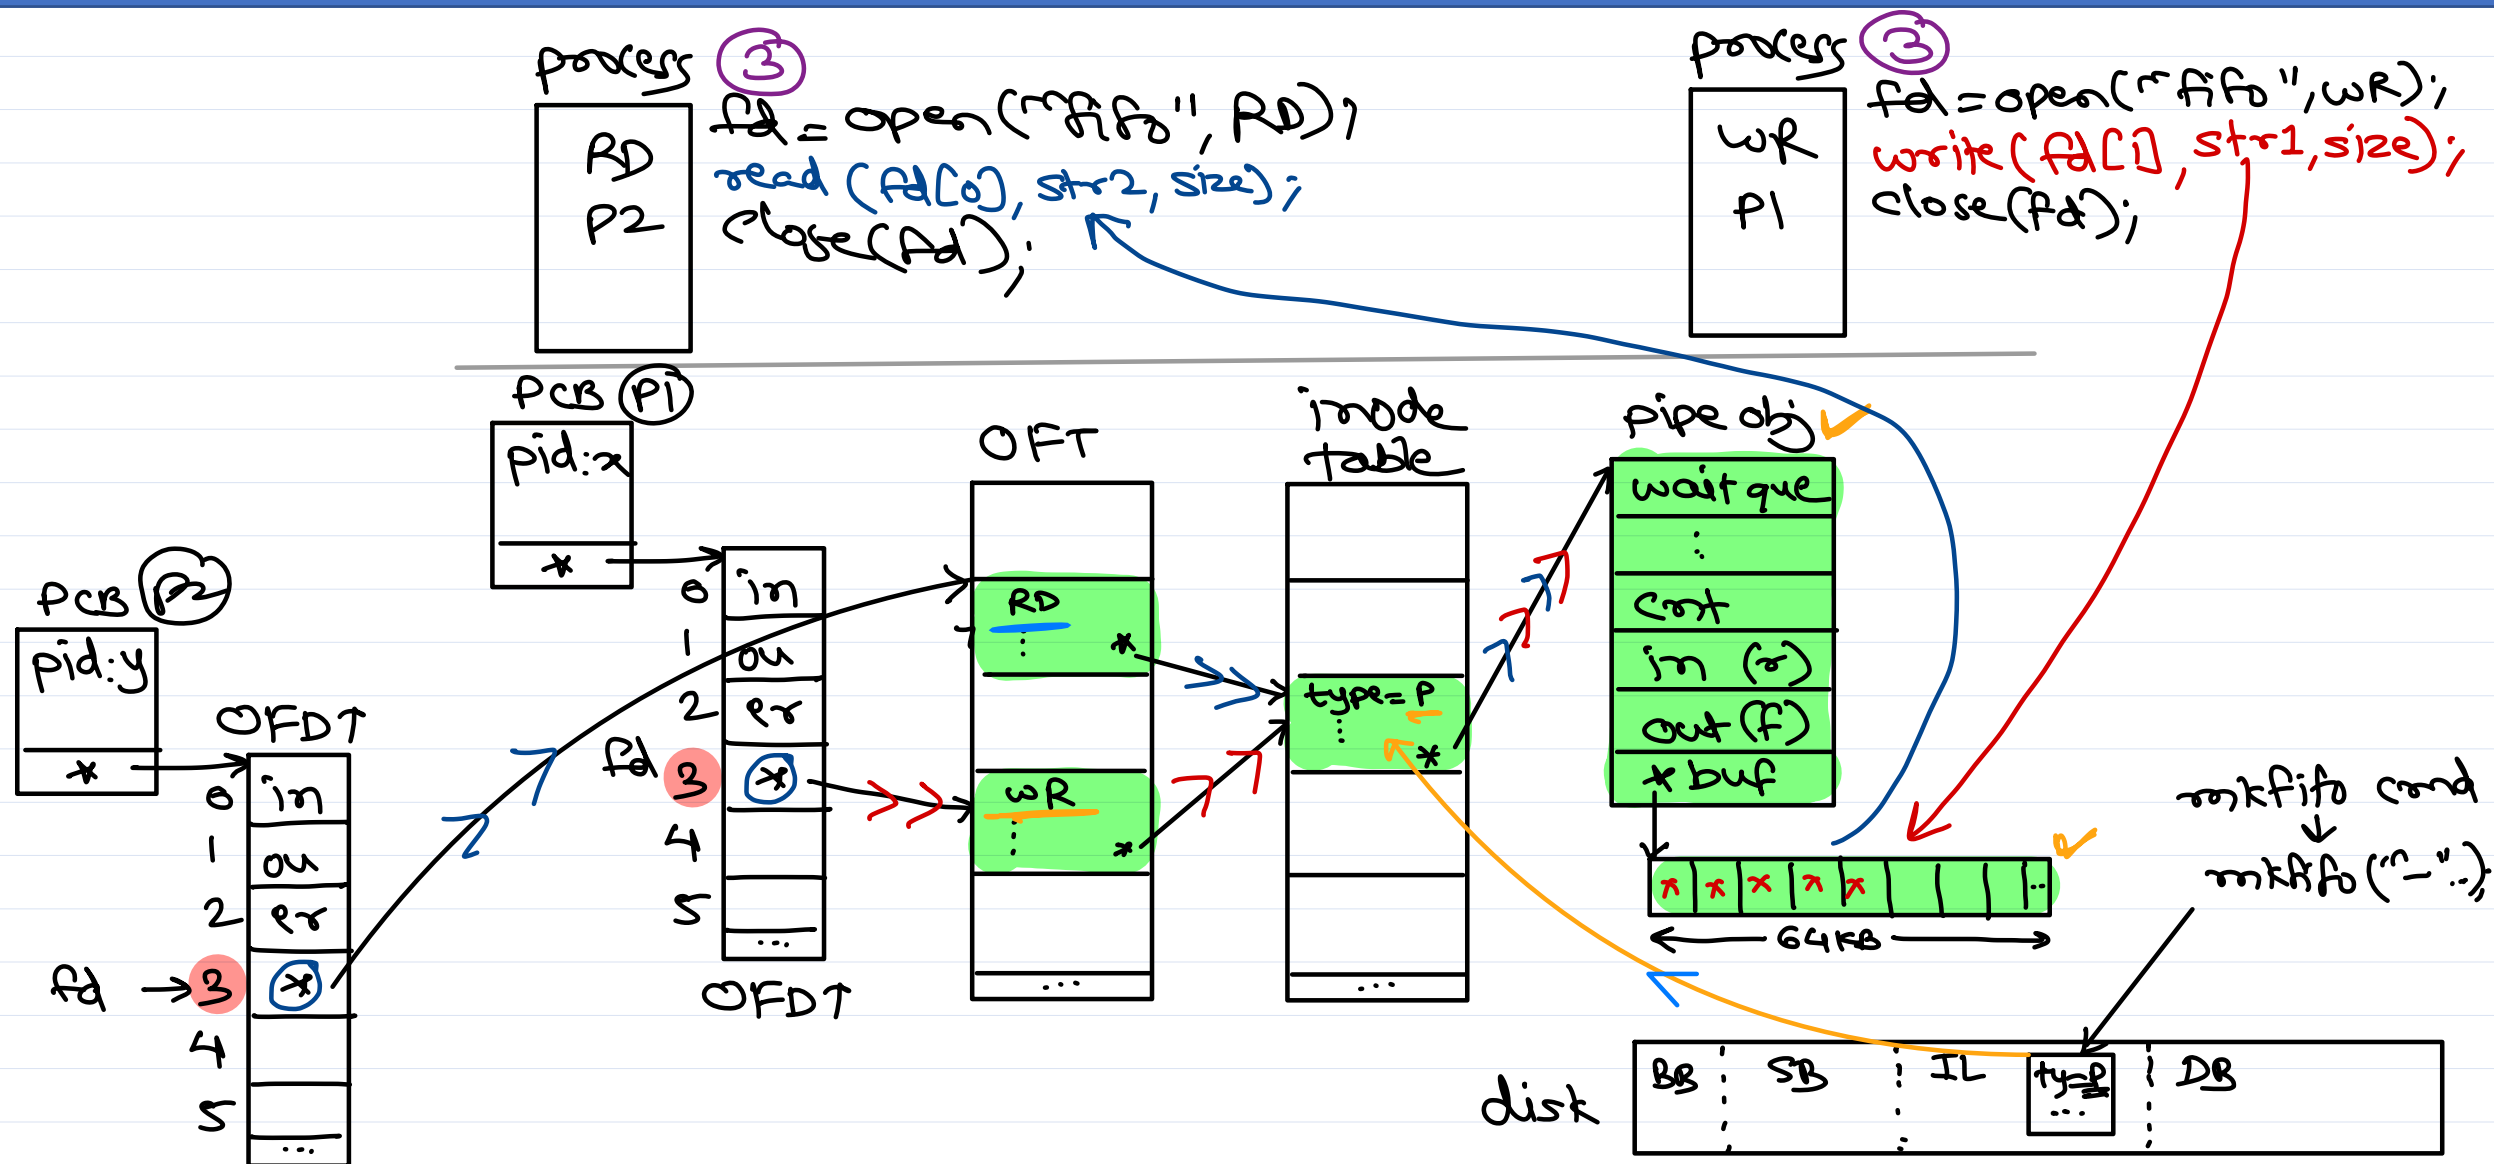 process 3
fd = open("fifo", RD);
read (fd[0], str, size);
close(fd);
RD
P2
process 3
fd = open("fifo", WR);
write (fd[1], str1, size);
close(fd);
WR
P1
PCB P1
pid: x
*
0 in
1 out
2 er
fd 3 *
4
5
...
OFDT
PCB P2
pid: y
*
OFDT
0 in
1 out
2 er
fd → 3 *
4
5
...
OFT
RD
*
WR
*
...
inode
table
type = P
*
...
pipe obj
wait que
cnt
in (R)
* buf
64KB
mkfifo cmd
↓
mkfifo (" ")
disk
BB
SB
IL
t=P
...
DB